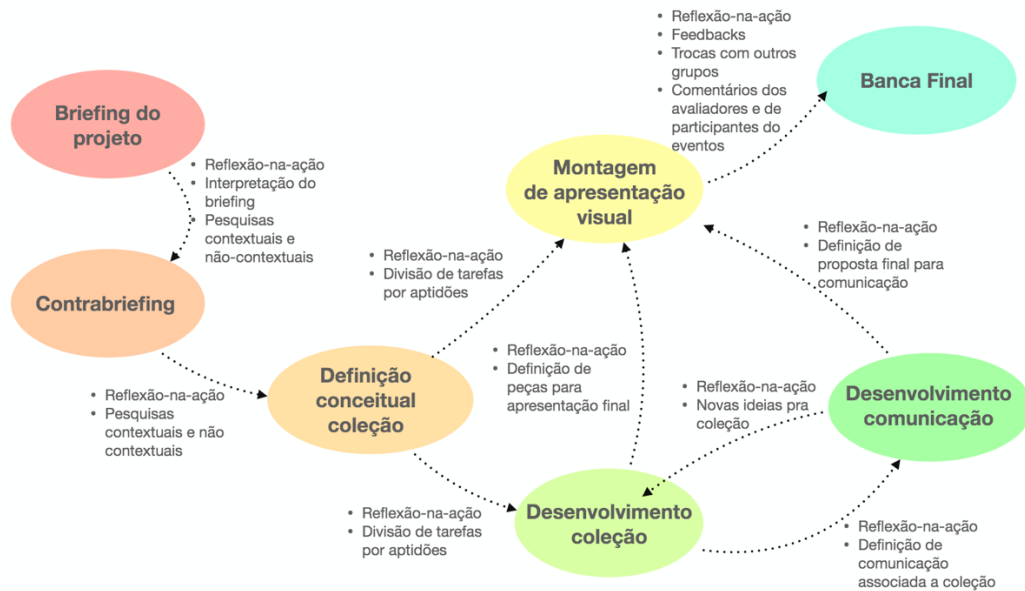 Briefing do
projeto
• Reflexão-na-ação
• Interpretação do
briefing
• Pesquisas
contextuais e
não-contextuais
Contrabriefing
• Reflexão-na-ação
• Pesquisas
contextuais e não
contextuais
Definição
conceitual
coleção
• Reflexão-na-ação
• Divisão de tarefas
por aptidões
• Reflexão-na-ação
• Divisão de tarefas
por aptidões
Montagem
de apresentação
visual
• Reflexão-na-ação
• Feedbacks
• Trocas com outros
grupos
• Comentários dos
avaliadores e de
participantes do
eventos
Banca Final
• Reflexão-na-ação
• Definição de
peças para
apresentação final
Desenvolvimento
coleção
• Reflexão-na-ação
• Novas ideias pra
coleção
• Reflexão-na-ação
• Definição de
proposta final para
comunicação
Desenvolvimento
comunicação
• Reflexão-na-ação
• Definição de
comunicação
associada a coleção